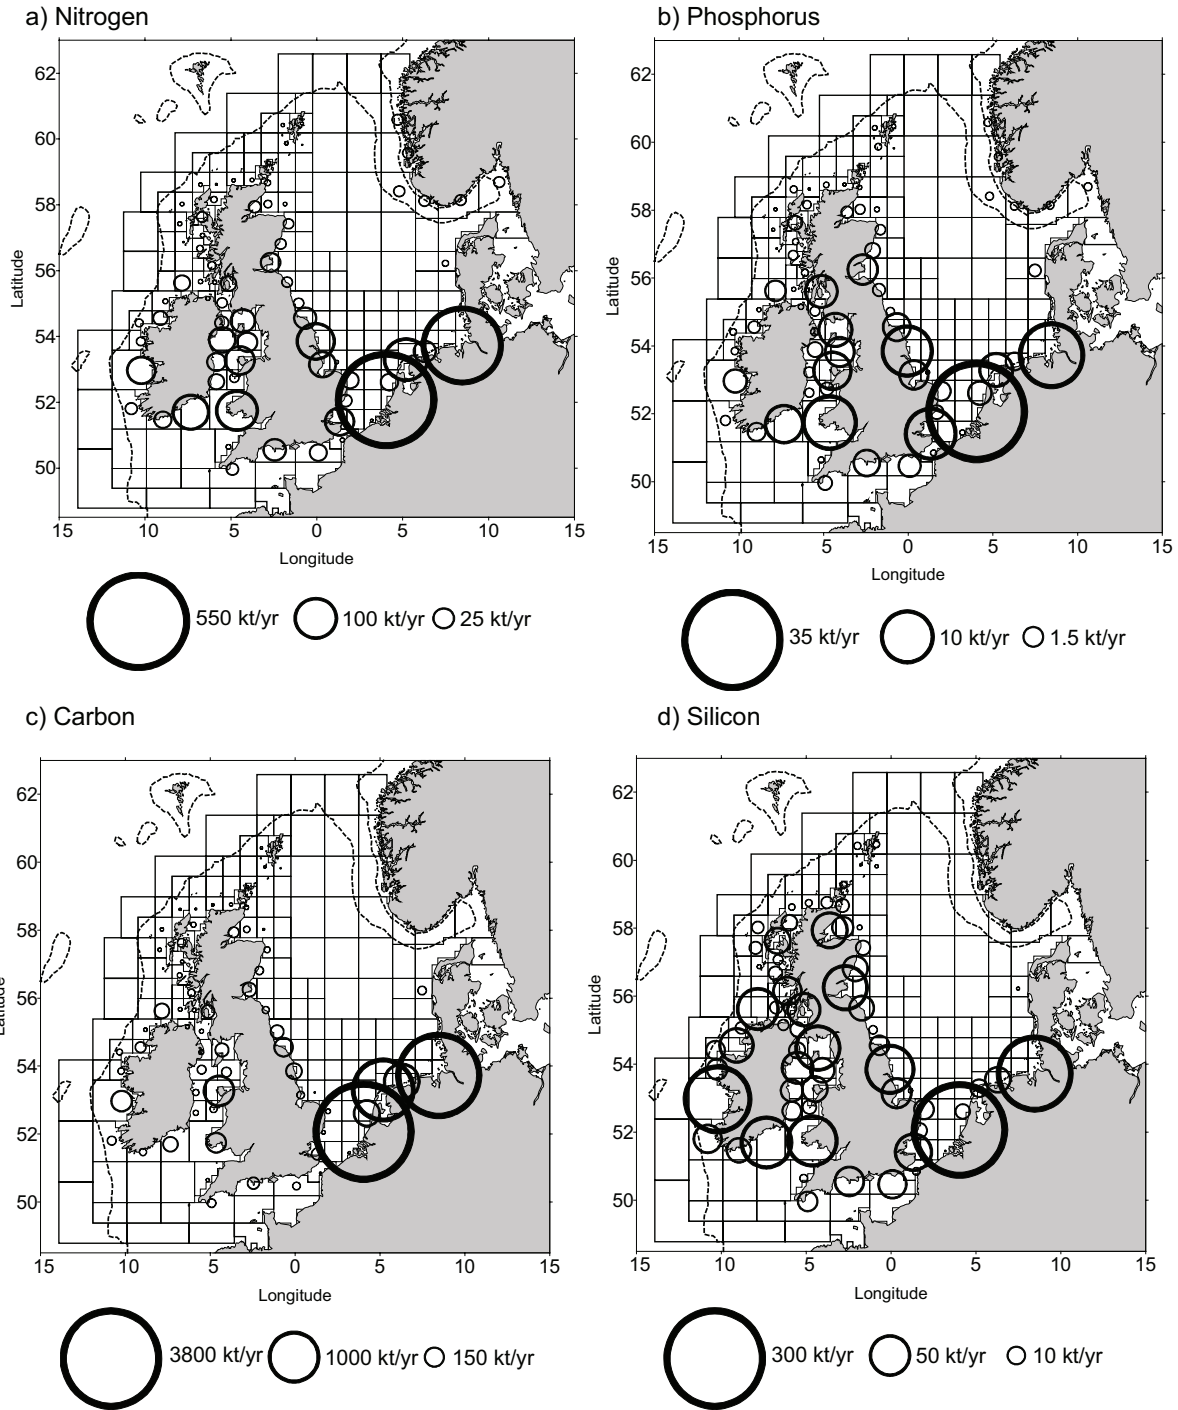 a) Nitrogen
b) Phosphorus
62
60
58
56
54
52
50
Latitude
15 10 5 0 5 10 15
Longitude
550 kt/yr 100 kt/yr 25 kt/yr
62
60
58
56
54
52
50
Latitude
15 10 5 0 5 10 15
Longitude
35 kt/yr 10 kt/yr 1.5 kt/yr
c) Carbon
d) Silicon
62
60
58
56
54
52
50
Latitude
15 10 5 0 5 10 15
Longitude
3800 kt/yr 1000 kt/yr 150 kt/yr
62
60
58
56
54
52
50
Latitude
15 10 5 0 5 10 15
Longitude
300 kt/yr 50 kt/yr 10 kt/yr